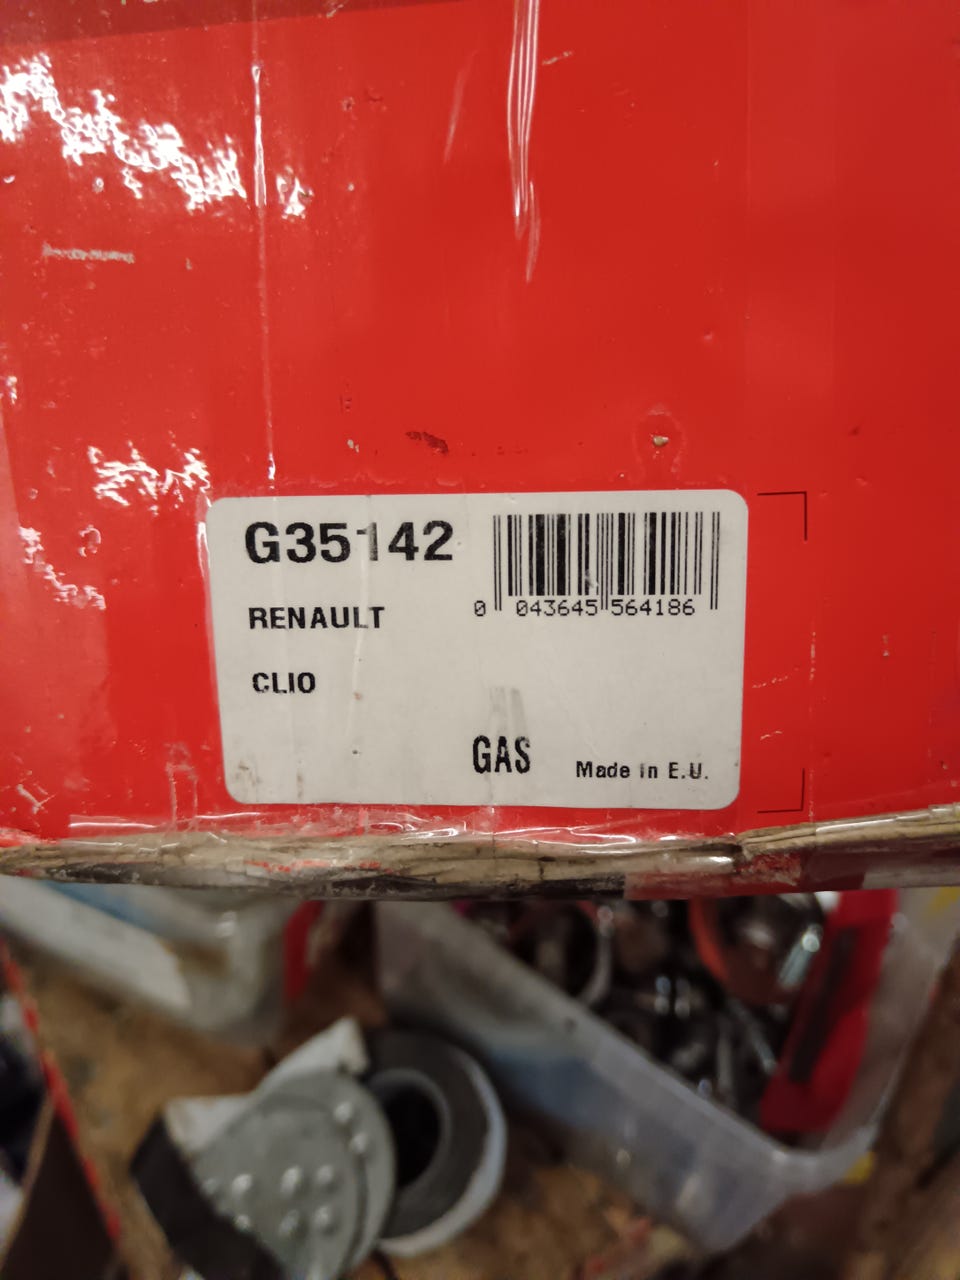 G35142
RENAULT
CLIO
0 043645 564186
GAS
Made in E.U.